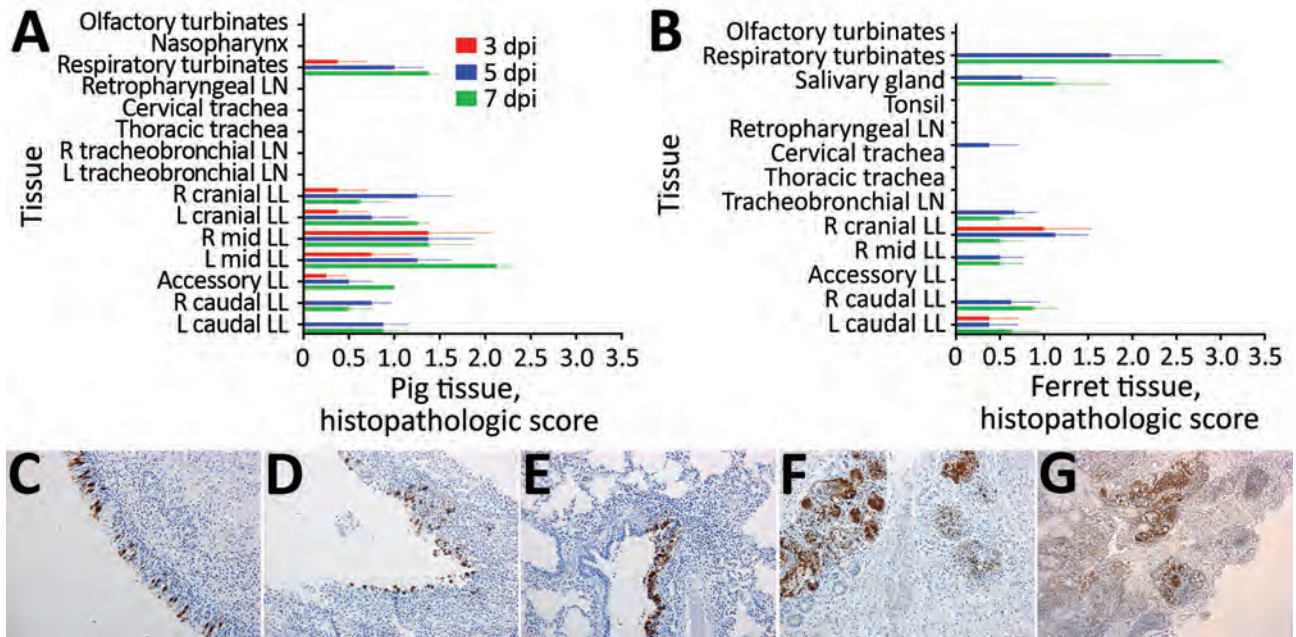 A
Tissue
Olfactory turbinates
Nasopharynx
Respiratory turbinates
Retropharyngeal LN
Cervical trachea
Thoracic trachea
R tracheobronchial LN
L tracheobronchial LN
R cranial LL
L cranial LL
R mid LL
L mid LL
Accessory LL
R caudal LL
L caudal LL
3 dpi
5 dpi
7 dpi
0 0.5 1.0 1.5 2.0 2.5 3.0 3.5
Pig tissue,
histopathologic score
B
Tissue
Olfactory turbinates
Respiratory turbinates
Salivary gland
Tonsil
Retropharyngeal LN
Cervical trachea
Thoracic trachea
Tracheobronchial LN
R cranial LL
R mid LL
Accessory LL
R caudal LL
L caudal LL
0 0.5 1.0 1.5 2.0 2.5 3.0 3.5
Ferret tissue,
histopathologic score
C
D
E
F
G